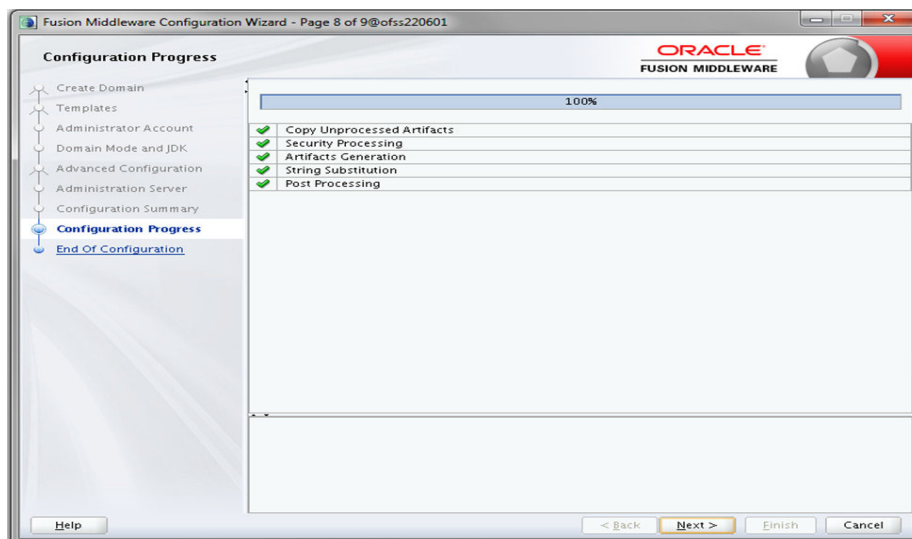 Fusion Middleware Configuration Wizard - Page 8 of 9@ofss220601
Configuration Progress
ORACLE
FUSION MIDDLEWARE
Create Domain
Templates
Administrator Account
Domain Mode and JDK
Advanced Configuration
Administration Server
Configuration Summary
Configuration Progress
End Of Configuration
100%
Copy Unprocessed Artifacts
Security Processing
Artifacts Generation
String Substitution
Post Processing
Help
< Back
Next >
Finish
Cancel